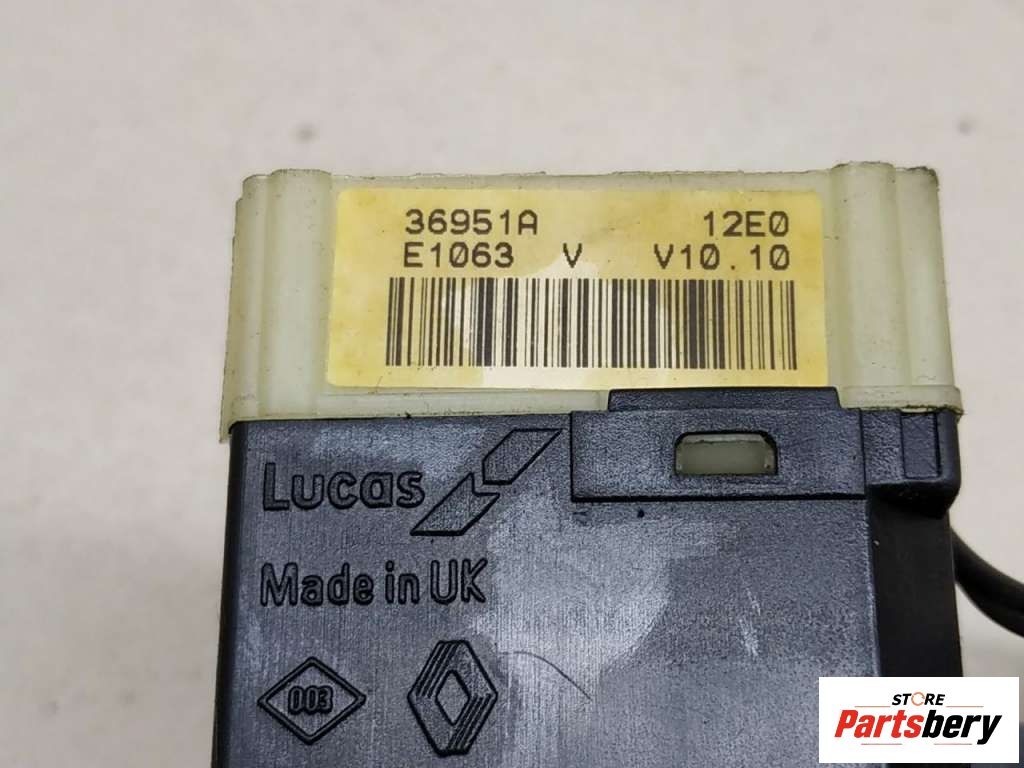 36951A 12E0
E1063 V V10.10
Lucas
Made in UK
003
STORE
Partsbery